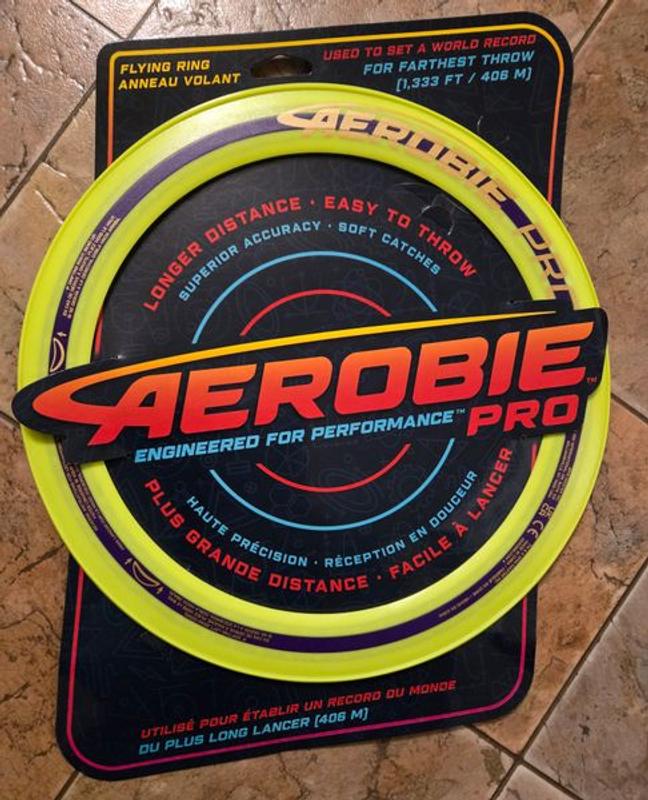 FLYING RING
ANNEAU VOLANT
USED TO SET A WORLD RECORD
FOR FARTHEST THROW
(1,333 FT / 406 M)
AEROBIE PRO
LONGER DISTANCE · EASY TO THROW
SUPERIOR ACCURACY · SOFT CATCHES
AEROBIE™
PRO
ENGINEERED FOR PERFORMANCE™
HAUTE PRÉCISION · RÉCEPTION EN DOUCEUR
PLUS GRANDE DISTANCE · FACILE À LANCER
UTILISÉ POUR ÉTABLIR UN RECORD DU MONDE
DU PLUS LONG LANCER (406 M)